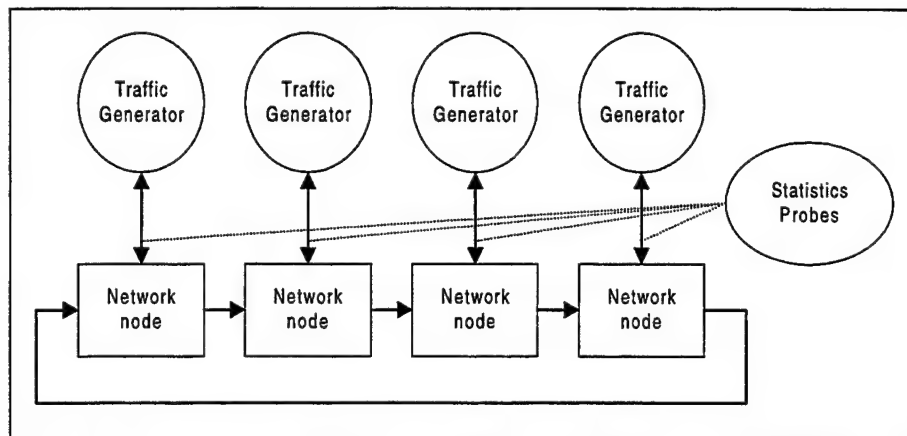 Traffic
Generator
Traffic
Generator
Traffic
Generator
Traffic
Generator
Statistics
Probes
Network
node
Network
node
Network
node
Network
node